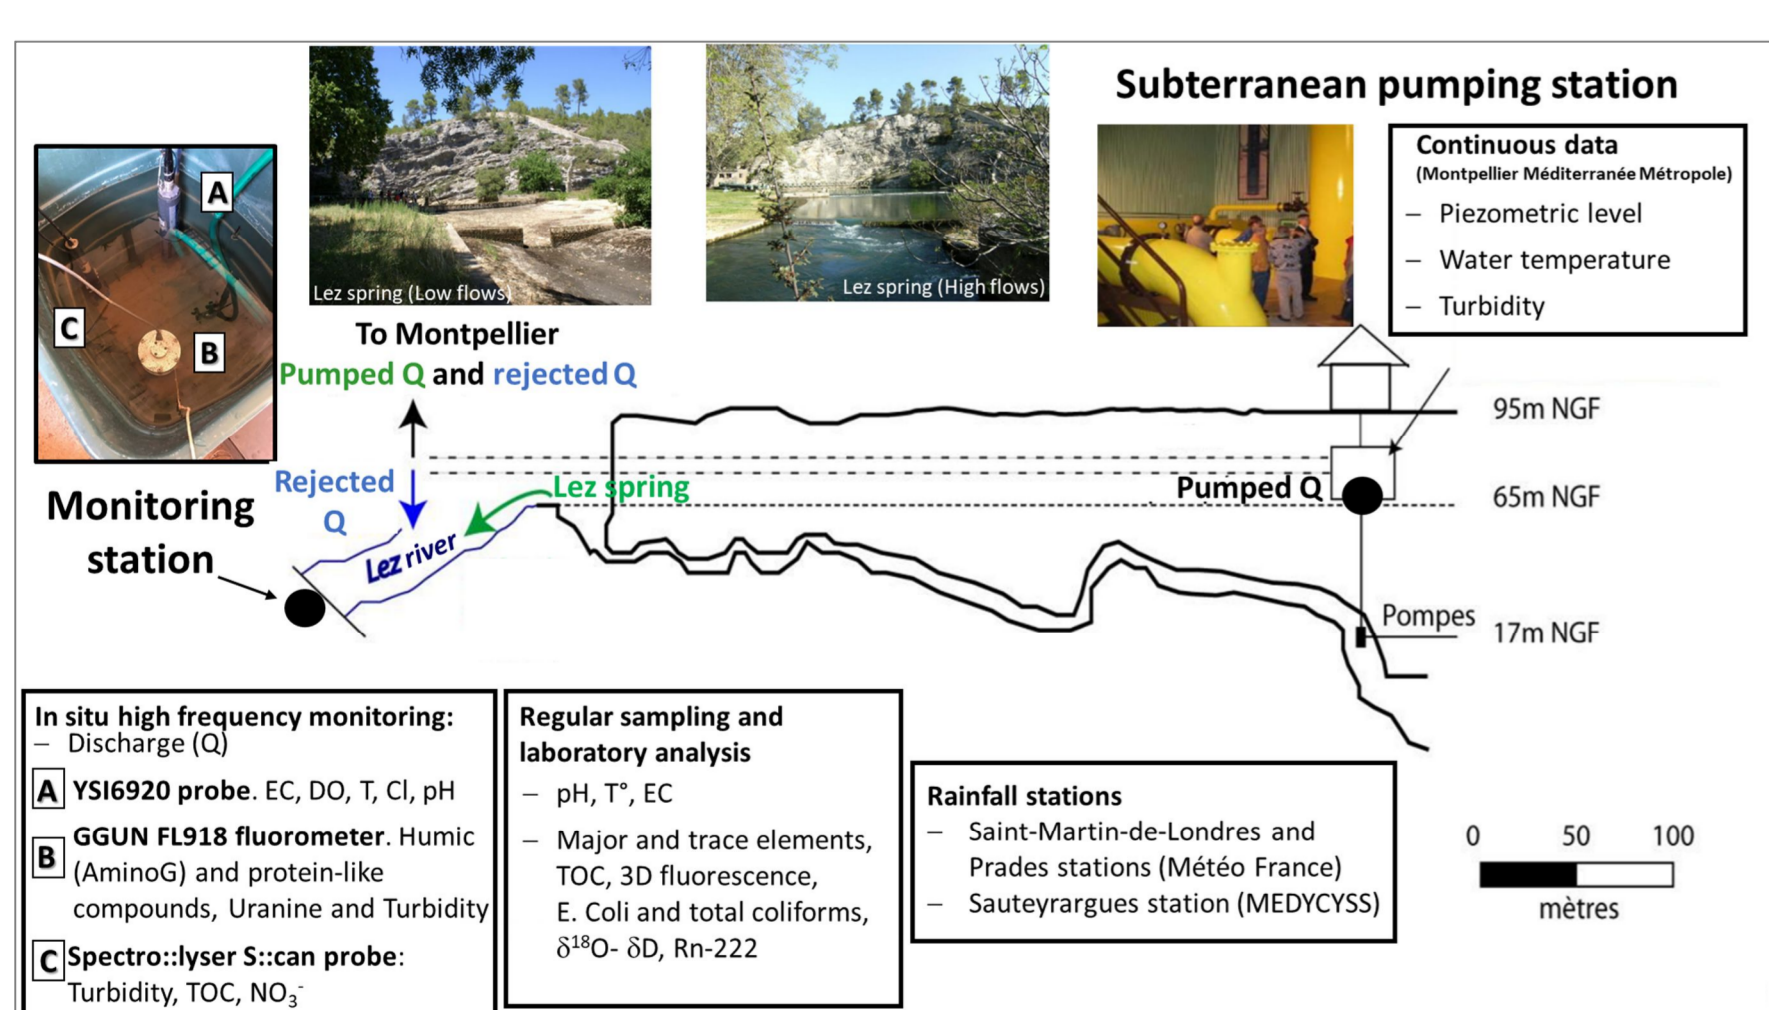 Subterranean pumping station
A
C
B
Lez spring (Low flows)
Lez spring (High flows)
Continuous data
(Montpellier Méditerranée Métropole)
– Piezometric level
– Water temperature
– Turbidity
To Montpellier
Pumped Q and rejected Q
95m NGF
Rejected
Q
Lez spring
Pumped Q
65m NGF
Monitoring
station
Lez river
Pompes
17m NGF
In situ high frequency monitoring:
– Discharge (Q)
A YSI6920 probe. EC, DO, T, Cl, pH
B GGUN FL918 fluorometer. Humic
(AminoG) and protein-like
compounds, Uranine and Turbidity
C Spectro::lyser S::can probe:
Turbidity, TOC, NO₃⁻
Regular sampling and
laboratory analysis
– pH, T°, EC
– Major and trace elements,
TOC, 3D fluorescence,
E. Coli and total coliforms,
δ¹⁸O- δD, Rn-222
Rainfall stations
– Saint-Martin-de-Londres and
Prades stations (Météo France)
– Sauteyrargues station (MEDYCYSS)
0 50 100
mètres